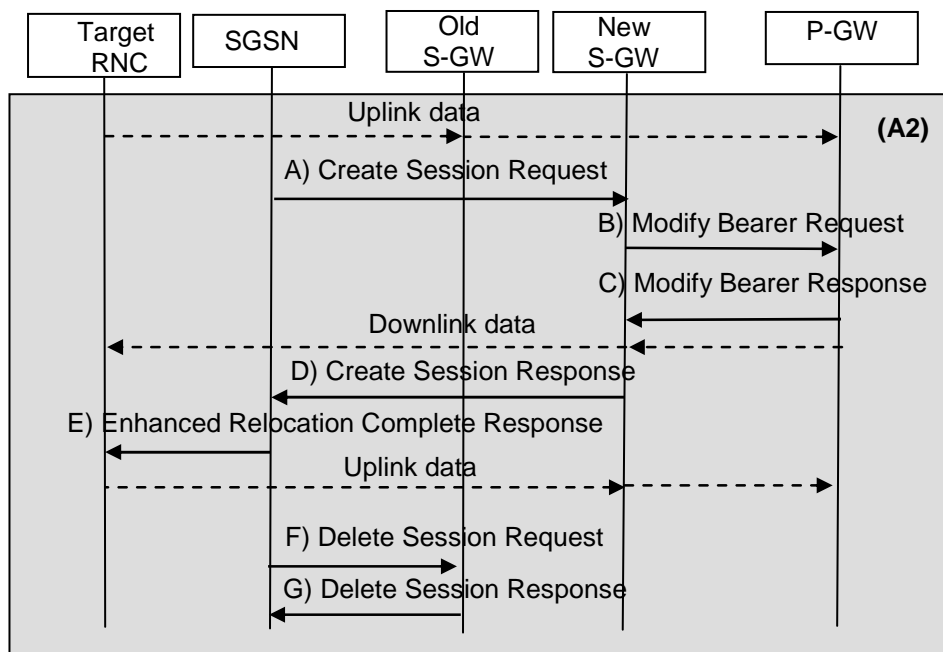 Target
RNC
SGSN
Old
S-GW
New
S-GW
P-GW
Uplink data
(A2)
A) Create Session Request
B) Modify Bearer Request
C) Modify Bearer Response
Downlink data
D) Create Session Response
E) Enhanced Relocation Complete Response
Uplink data
F) Delete Session Request
G) Delete Session Response